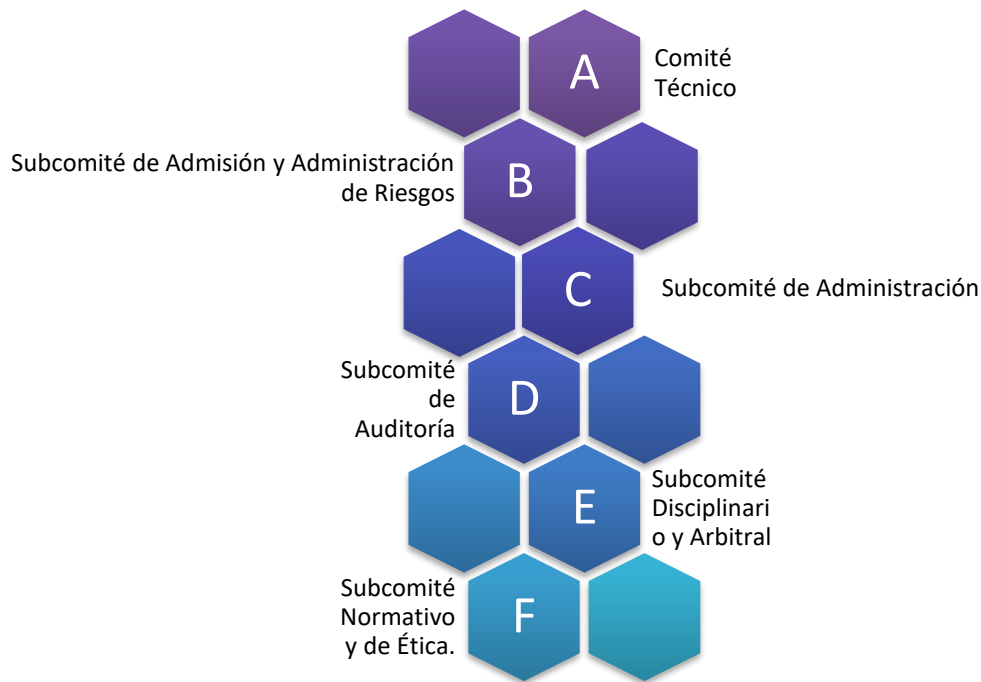 A
Comité
Técnico
Subcomité de Admisión y Administración
de Riesgos
B
C
Subcomité de Administración
Subcomité
de
Auditoría
D
E
Subcomité
Disciplinari
o y Arbitral
Subcomité
Normativo
y de Ética.
F